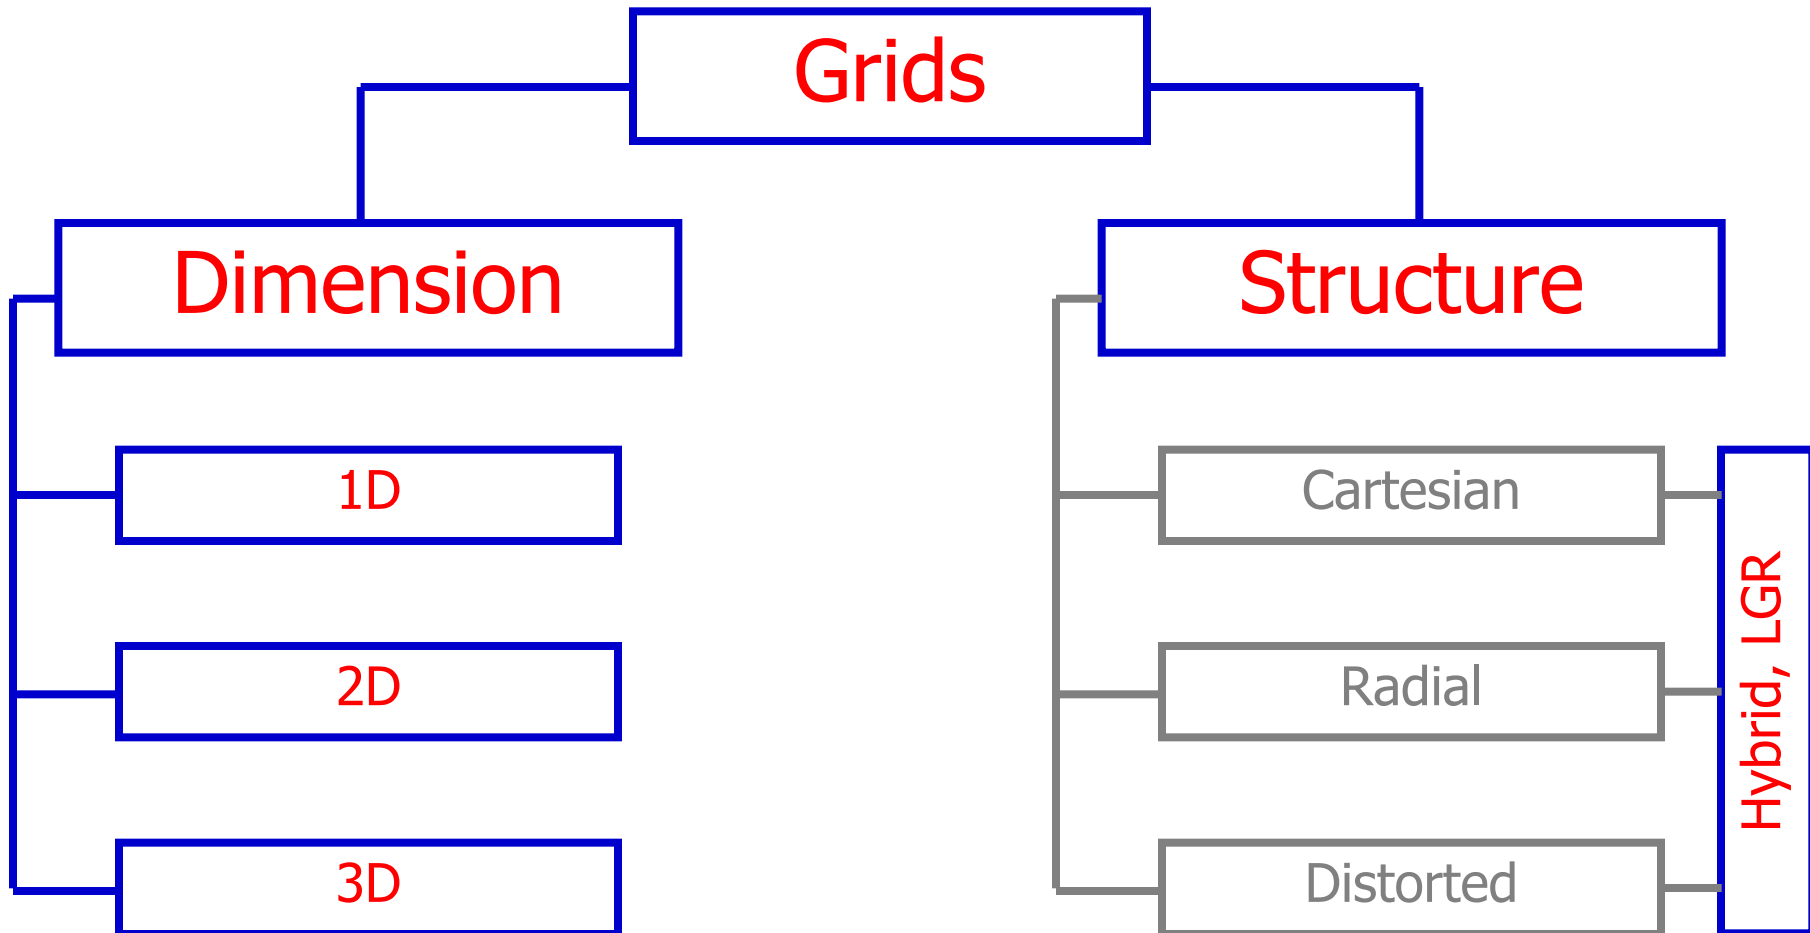 Grids
Dimension
Structure
1D
Cartesian
2D
Radial
3D
Distorted
Hybrid, LGR